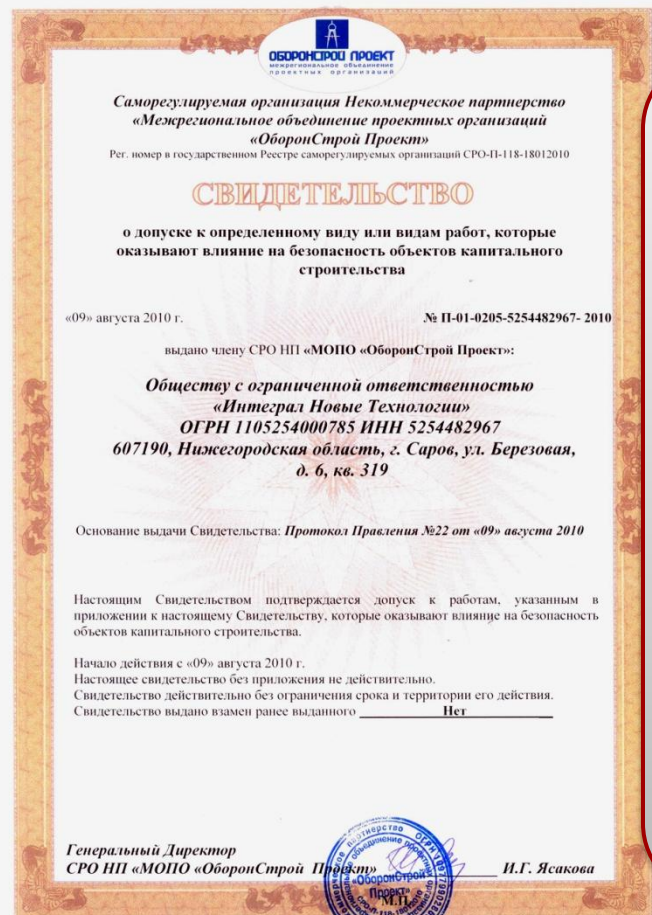 ОБОРОНСТРОЙ ПРОЕКТ
межрегиональное объединение
проектных организаций
Саморегулируемая организация Некоммерческое партнерство
«Межрегиональное объединение проектных организаций
«ОборонСтрой Проект»
Рег. номер в государственном Реестре саморегулируемых организаций СРО-П-118-18012010
СВИДЕТЕЛЬСТВО
о допуске к определенному виду или видам работ, которые
оказывают влияние на безопасность объектов капитального
строительства
«09» августа 2010 г. № П-01-0205-5254482967- 2010
выдано члену СРО НП «МОПО «ОборонСтрой Проект»:
Обществу с ограниченной ответственностью
«Интеграл Новые Технологии»
ОГРН 1105254000785 ИНН 5254482967
607190, Нижегородская область, г. Саров, ул. Березовая,
д. 6, кв. 319
Основание выдачи Свидетельства: Протокол Правления №22 от «09» августа 2010
Настоящим Свидетельством подтверждается допуск к работам, указанным в
приложении к настоящему Свидетельству, которые оказывают влияние на безопасность
объектов капитального строительства.
Начало действия с «09» августа 2010 г.
Настоящее свидетельство без приложения не действительно.
Свидетельство действительно без ограничения срока и территории его действия.
Свидетельство выдано взамен ранее выданного Нет
Генеральный Директор
СРО НП «МОПО «ОборонСтрой Проект» И.Г. Ясакова
М.П.
«ОборонСтрой
Проект»